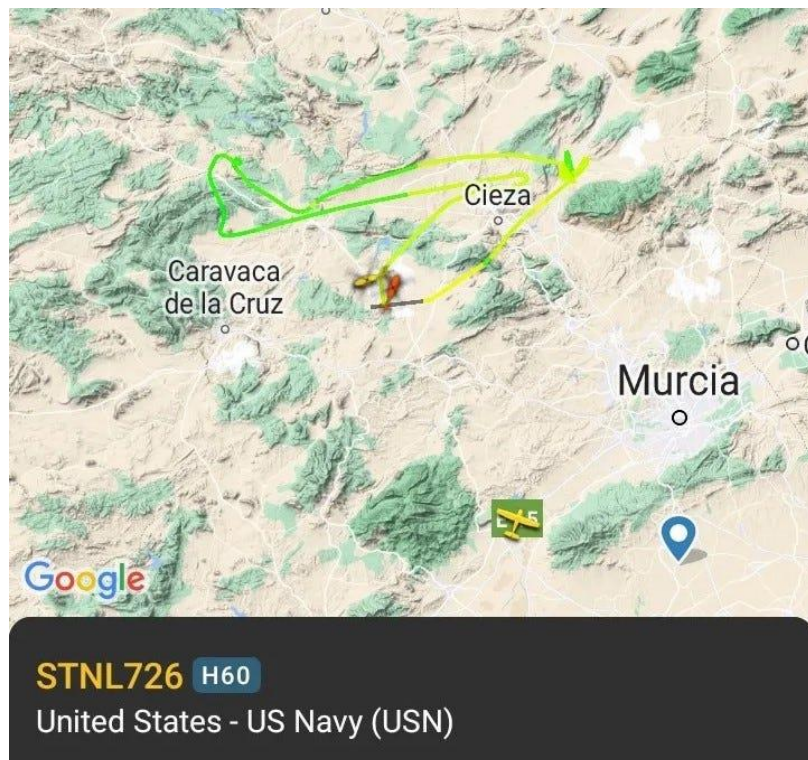 Cieza
Caravaca
de la Cruz
Murcia
Google
STNL726 H60
United States - US Navy (USN)